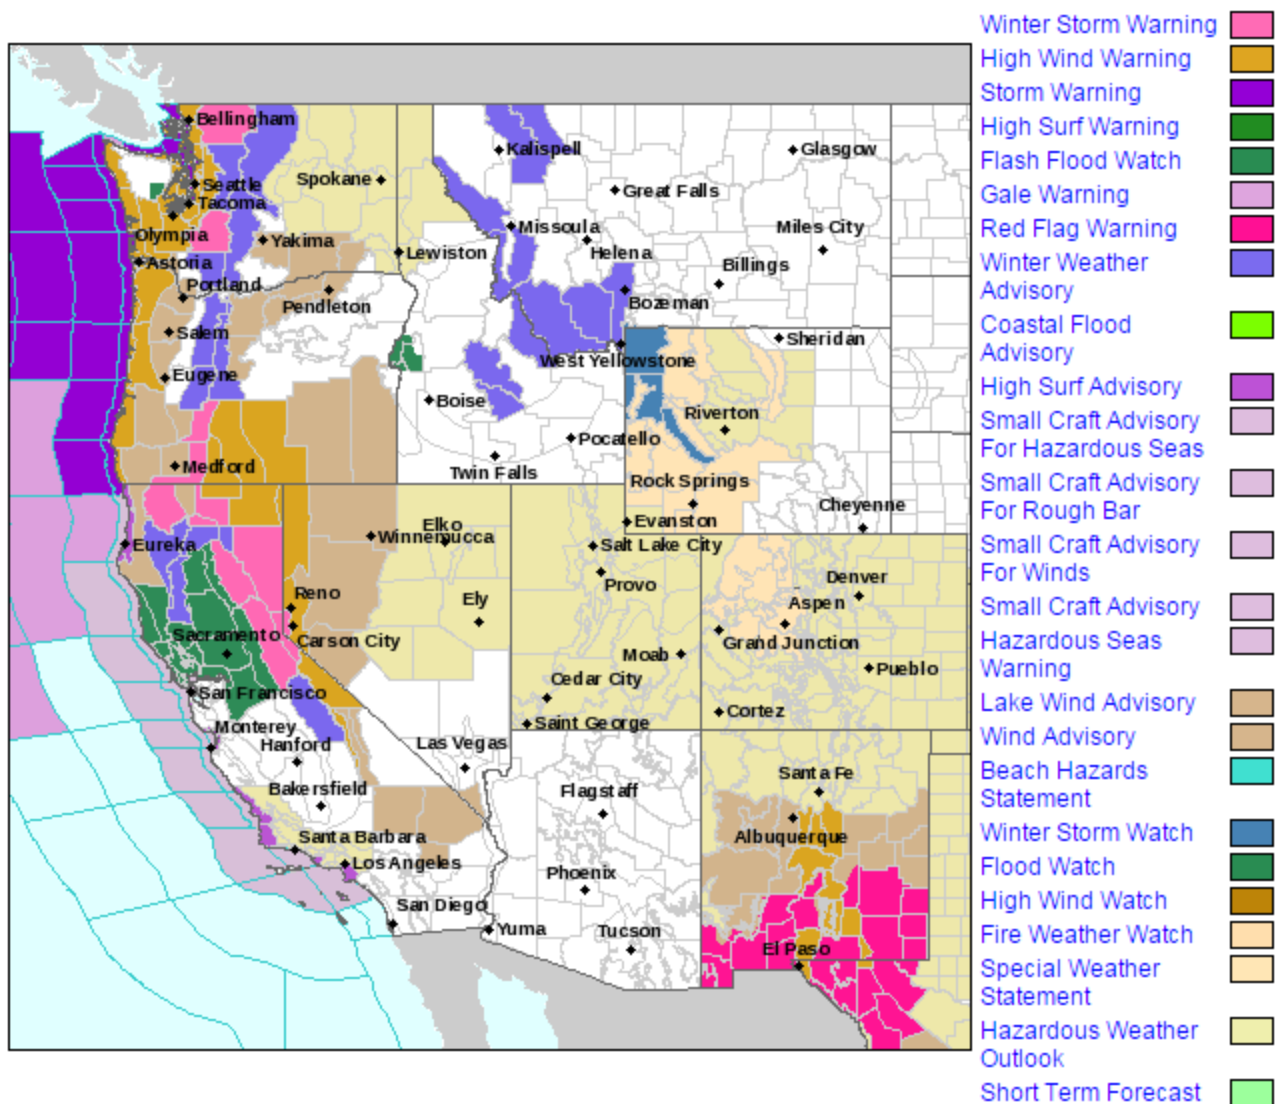 Winter Storm Warning
High Wind Warning
Storm Warning
High Surf Warning
Flash Flood Watch
Gale Warning
Red Flag Warning
Winter Weather
Advisory
Coastal Flood
Advisory
High Surf Advisory
Small Craft Advisory
For Hazardous Seas
Small Craft Advisory
For Rough Bar
Small Craft Advisory
For Winds
Small Craft Advisory
Hazardous Seas
Warning
Lake Wind Advisory
Wind Advisory
Beach Hazards
Statement
Winter Storm Watch
Flood Watch
High Wind Watch
Fire Weather Watch
Special Weather
Statement
Hazardous Weather
Outlook
Short Term Forecast
Bellingham
Kalispell
Glasgow
Seattle
Spokane
Great Falls
Tacoma
Olympia
Yakima
Missoula
Miles City
Lewiston
Helena
Astoria
Billings
Portland
Pendleton
Bozeman
Salem
Sheridan
West Yellowstone
Eugene
Boise
Riverton
Pocatello
Medford
Twin Falls
Rock Springs
Cheyenne
Elko
Evanston
Winnemucca
Eureka
Salt Lake City
Provo
Denver
Reno
Ely
Aspen
Sacramento
Carson City
Grand Junction
Moab
Pueblo
Cedar City
San Francisco
Cortez
Saint George
Monterey
Hanford
Las Vegas
Santa Fe
Bakersfield
Flagstaff
Santa Barbara
Albuquerque
Los Angeles
Phoenix
San Diego
Yuma
Tucson
El Paso